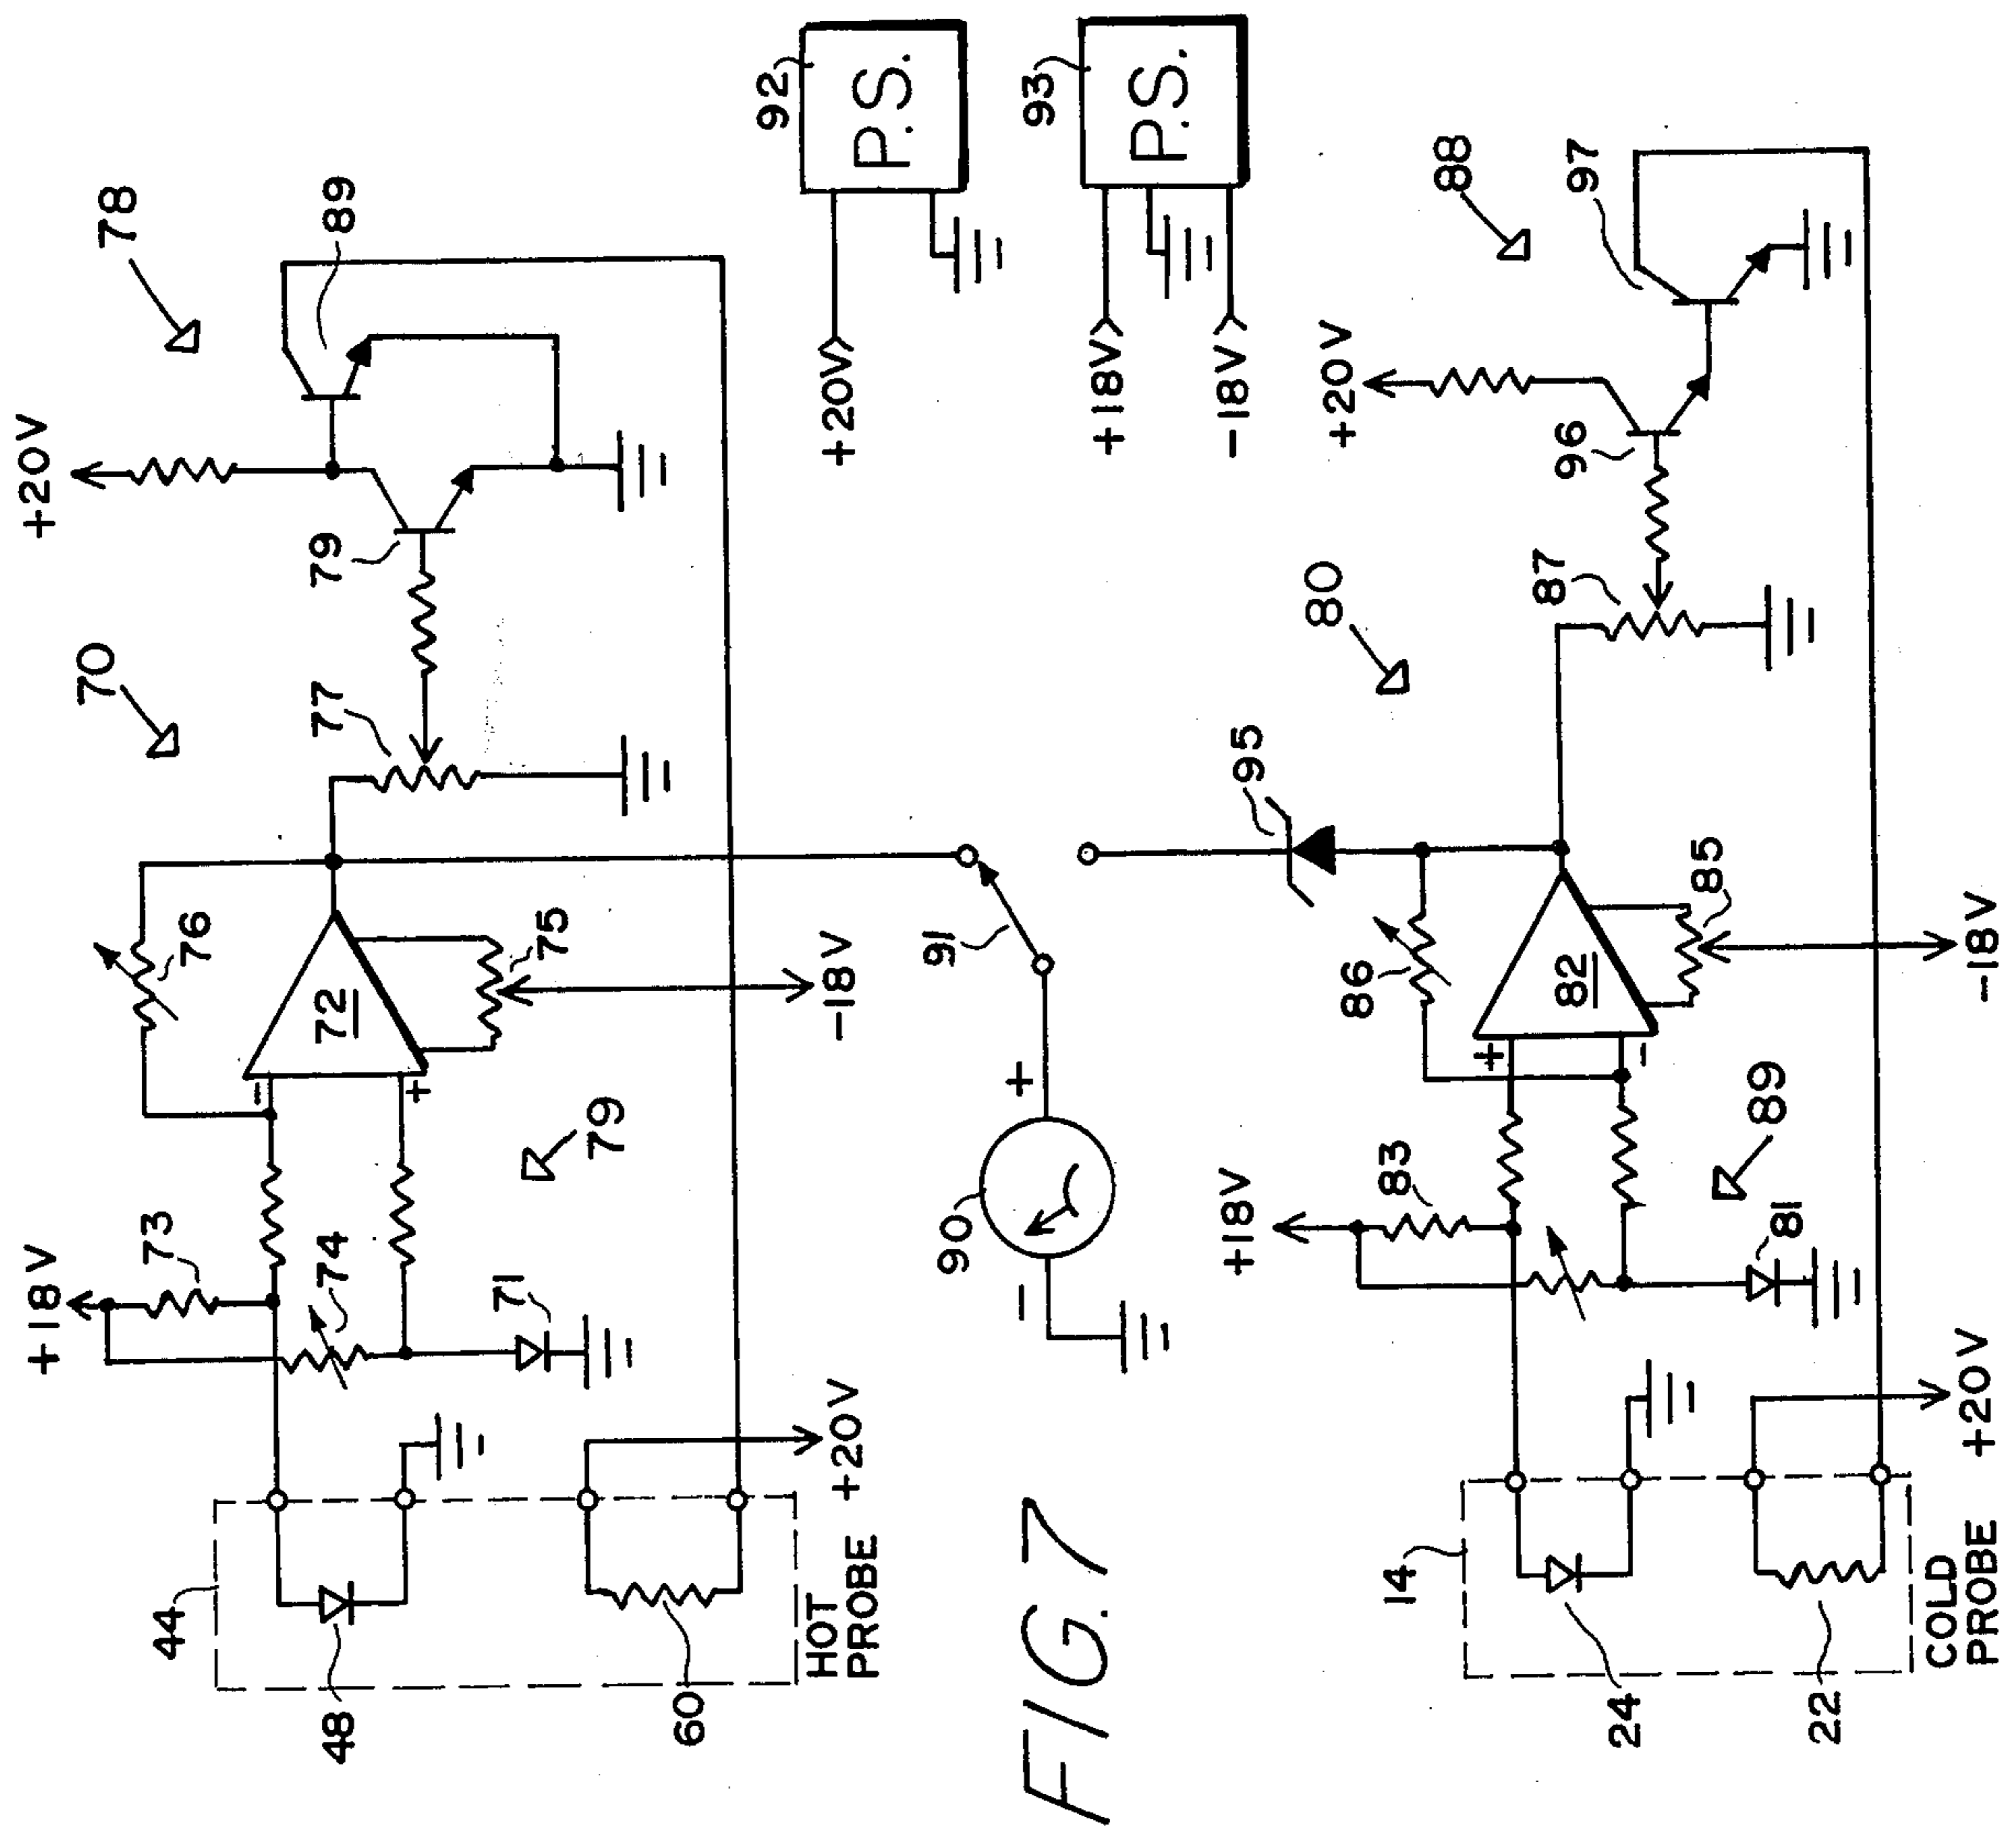 78
89
+20V
79
70
77
76
72
-
+
75
-18V
79
+18V
73
74
71
44
48
60
HOT
PROBE
+20V
92
P.S.
+20V
93
P.S.
+18V
-18V
91
+
90
-
FIG. 7
88
97
+20V
96
80
87
95
86
82
+
-
85
-18V
89
+18V
83
81
14
24
22
COLD
PROBE
+20V